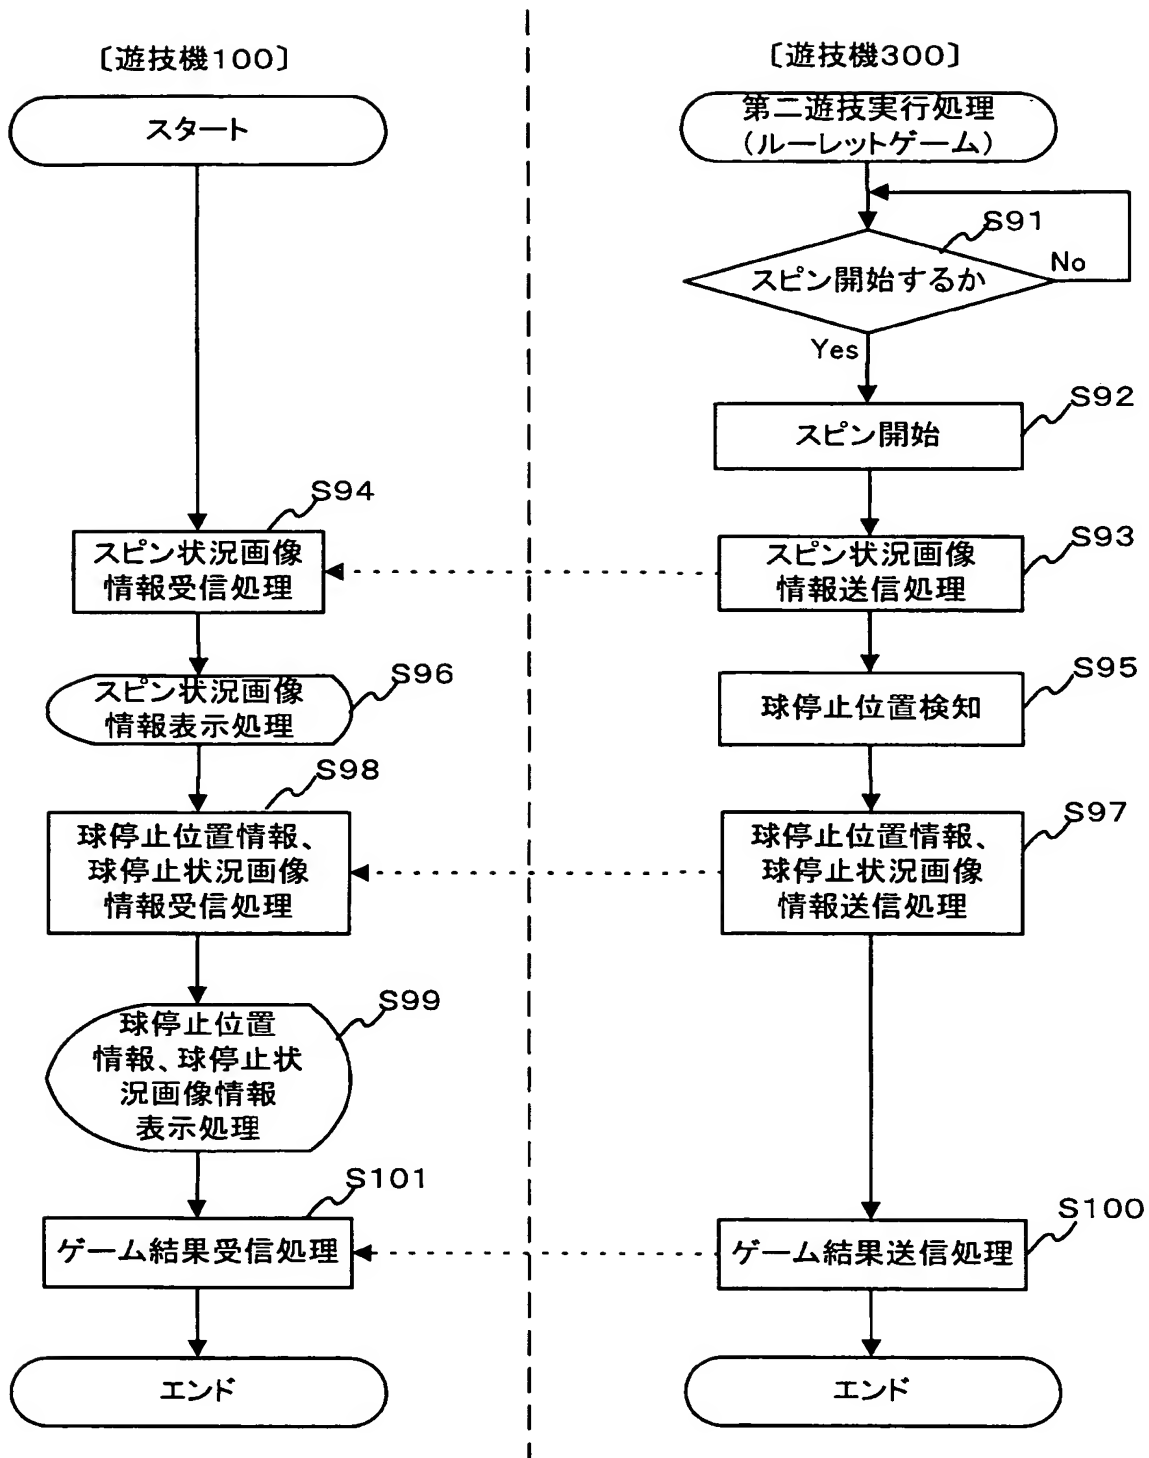 〔遊技機100〕
スタート
S94
スピン状況画像
情報受信処理
S96
スピン状況画像
情報表示処理
S98
球停止位置情報、
球停止状況画像
情報受信処理
S99
球停止位置
情報、球停止状
況画像情報
表示処理
S101
ゲーム結果受信処理
エンド
〔遊技機300〕
第二遊技実行処理
(ルーレットゲーム)
S91
スピン開始するか
No
Yes
S92
スピン開始
S93
スピン状況画像
情報送信処理
S95
球停止位置検知
S97
球停止位置情報、
球停止状況画像
情報送信処理
S100
ゲーム結果送信処理
エンド